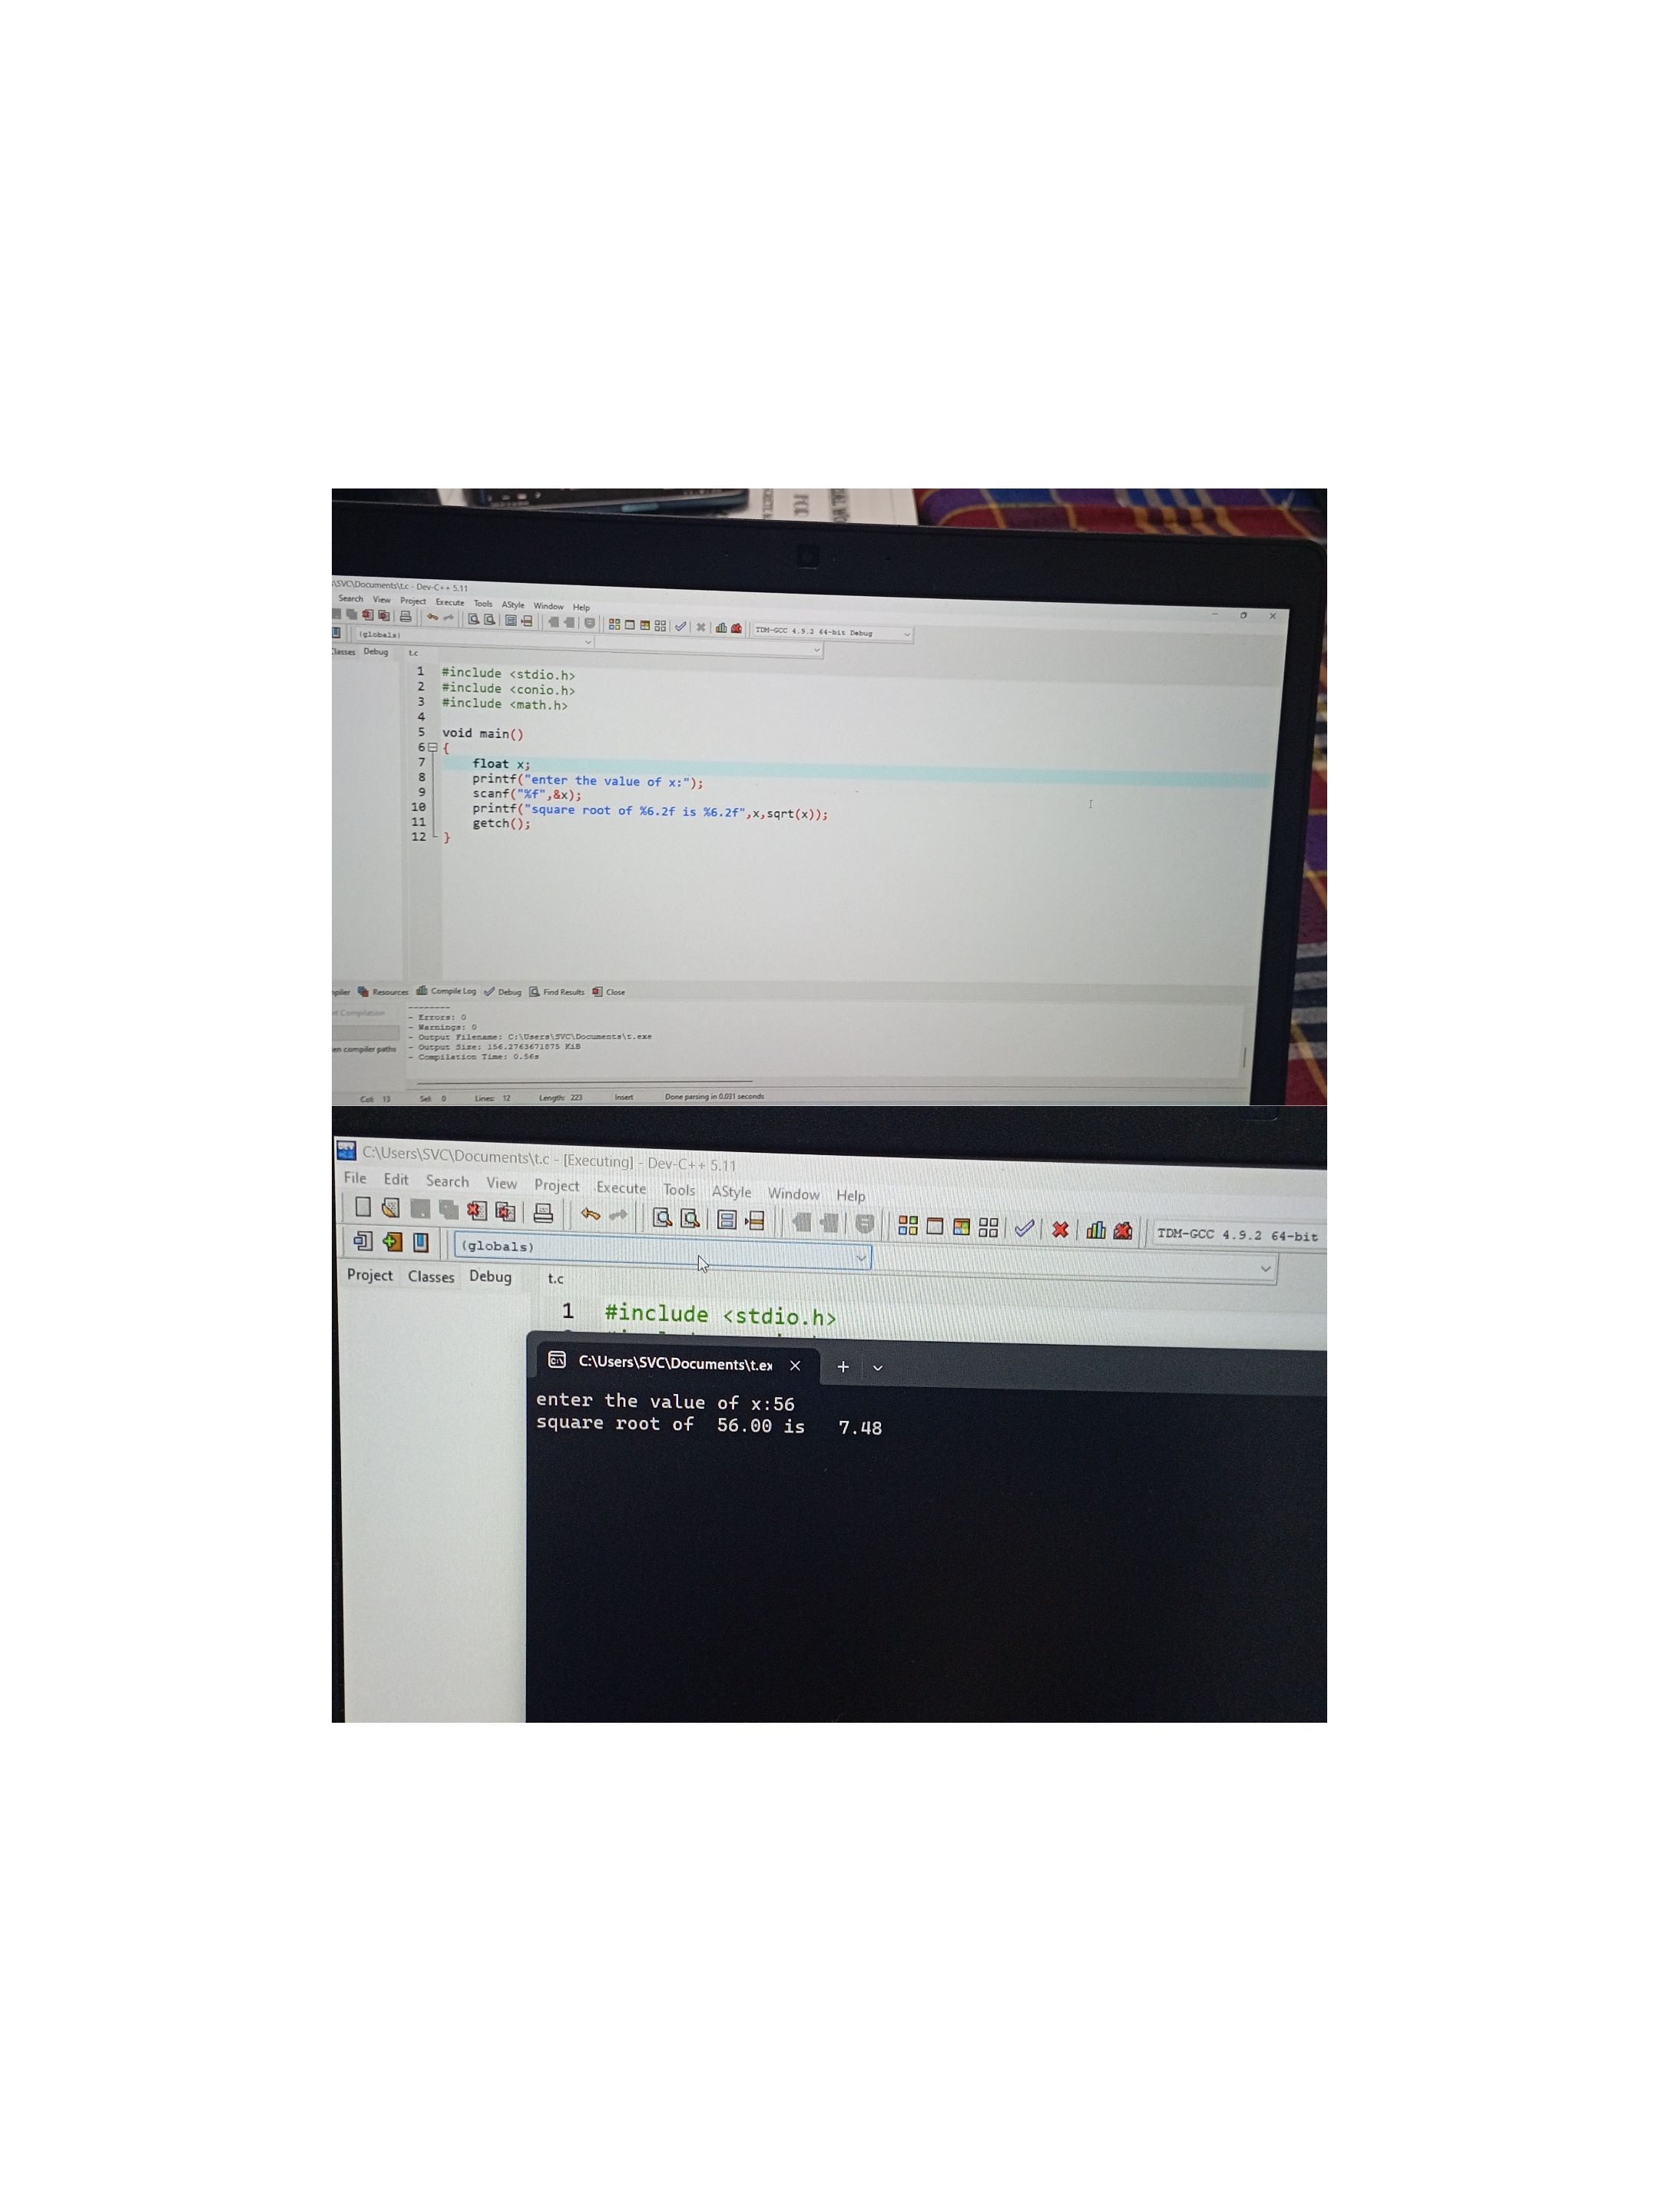 :\SVC\Documents\t.c - Dev-C++ 5.11
Search View Project Execute Tools AStyle Window Help
TDM-GCC 4.9.2 64-bit Debug
(globals)
Debug t.c
1 #include <stdio.h>
2 #include <conio.h>
3 #include <math.h>
4
5 void main()
6 {
7 float x;
8 printf("enter the value of x:");
9 scanf("%f",&x);
10 printf("square root of %6.2f is %6.2f",x,sqrt(x));
11 getch();
12 }
Resources Compile Log Debug Find Results Close
--------
- Errors: 0
- Warnings: 0
- Output Filename: C:\Users\SVC\Documents\t.exe
- Output Size: 156.2763671875 KiB
compiler paths
- Compilation Time: 0.56s
Col: 13 Sel: 0 Lines: 12 Length: 223 Insert Done parsing in 0.031 seconds
C:\Users\SVC\Documents\t.c - [Executing] - Dev-C++ 5.11
File Edit Search View Project Execute Tools AStyle Window Help
TDM-GCC 4.9.2 64-bit
(globals)
Project Classes Debug t.c
1 #include <stdio.h>
C:\Users\SVC\Documents\t.ex
enter the value of x:56
square root of  56.00 is   7.48